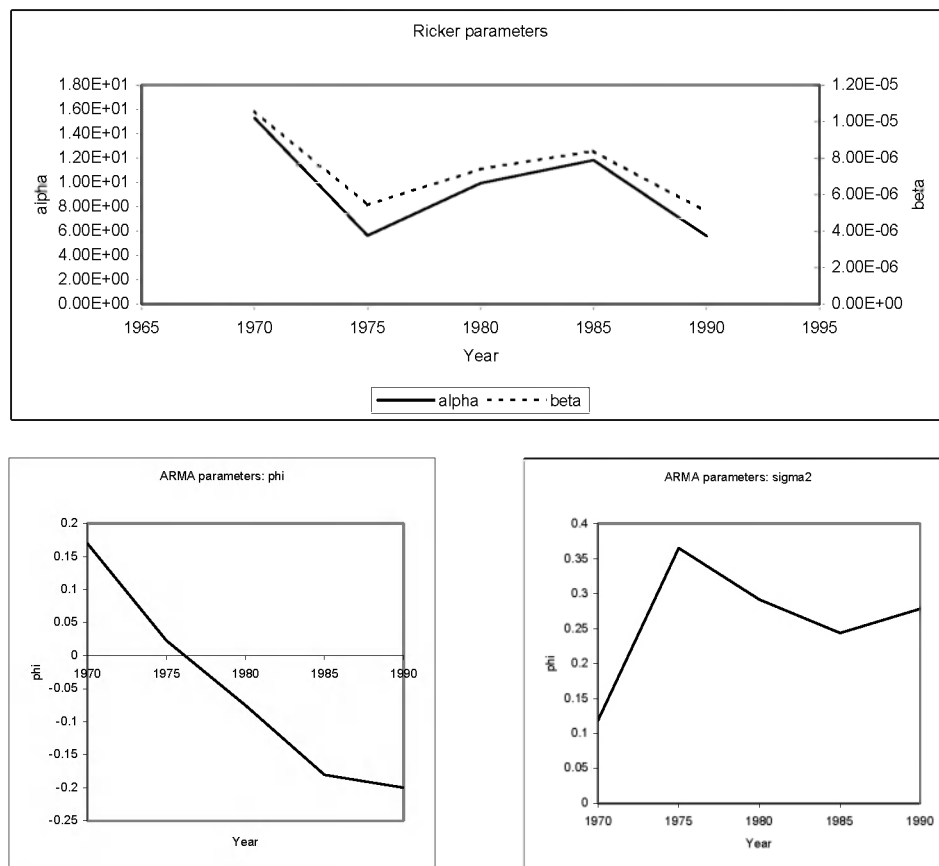 Ricker parameters
1.80E+01
1.60E+01
1.40E+01
1.20E+01
1.00E+01
8.00E+00
6.00E+00
4.00E+00
2.00E+00
0.00E+00
alpha
1.20E-05
1.00E-05
8.00E-06
6.00E-06
4.00E-06
2.00E-06
0.00E+00
beta
1965 1970 1975 1980 1985 1990 1995
Year
alpha beta
ARMA parameters: phi
0.2
0.15
0.1
0.05
0
-0.05
-0.1
-0.15
-0.2
-0.25
phi
1970 1975 1980 1985 1990
Year
ARMA parameters: sigma2
0.4
0.35
0.3
0.25
0.2
0.15
0.1
0.05
0
phi
1970 1975 1980 1985 1990
Year